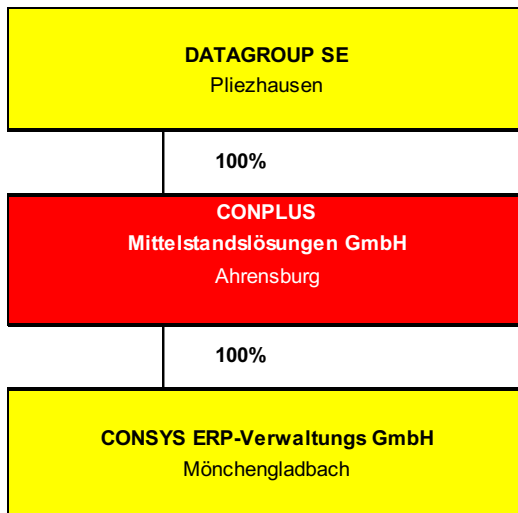 DATAGROUP SE
Pliezhausen
100%
CONPLUS
Mittelstandslösungen GmbH
Ahrensburg
100%
CONSYS ERP-Verwaltungs GmbH
Mönchengladbach